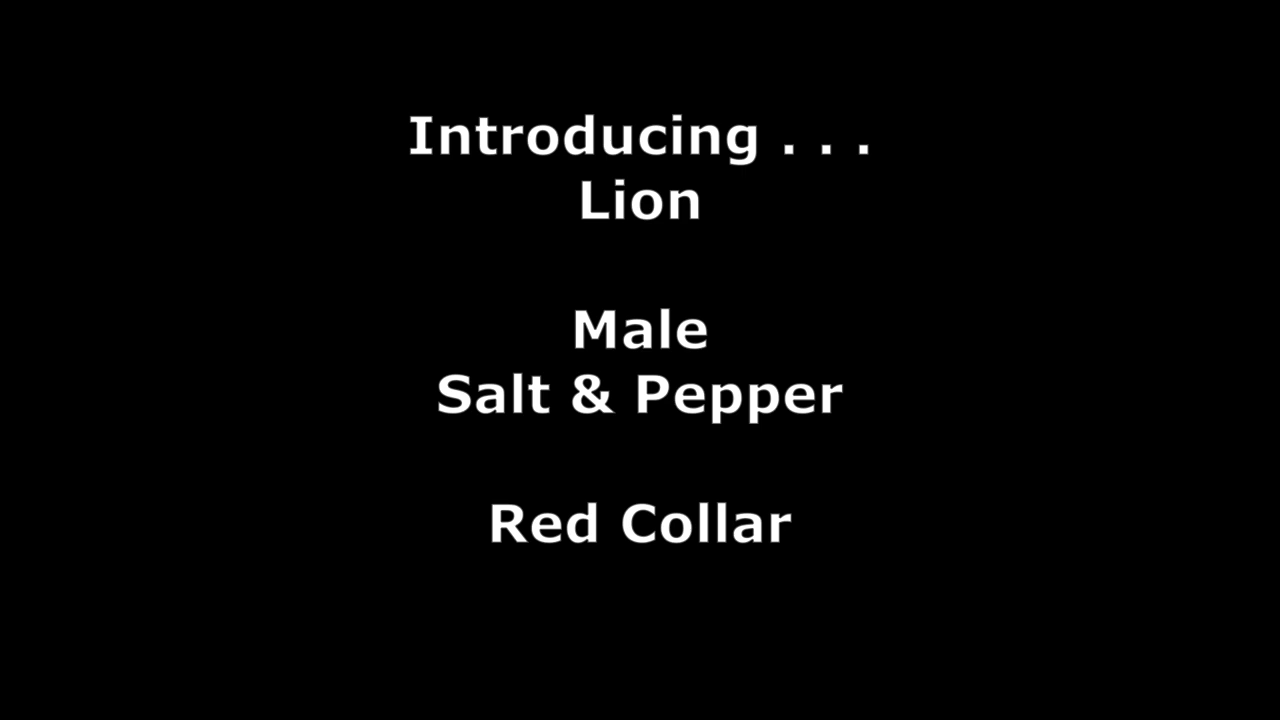 Introducing . . .
Lion
Male
Salt & Pepper
Red Collar